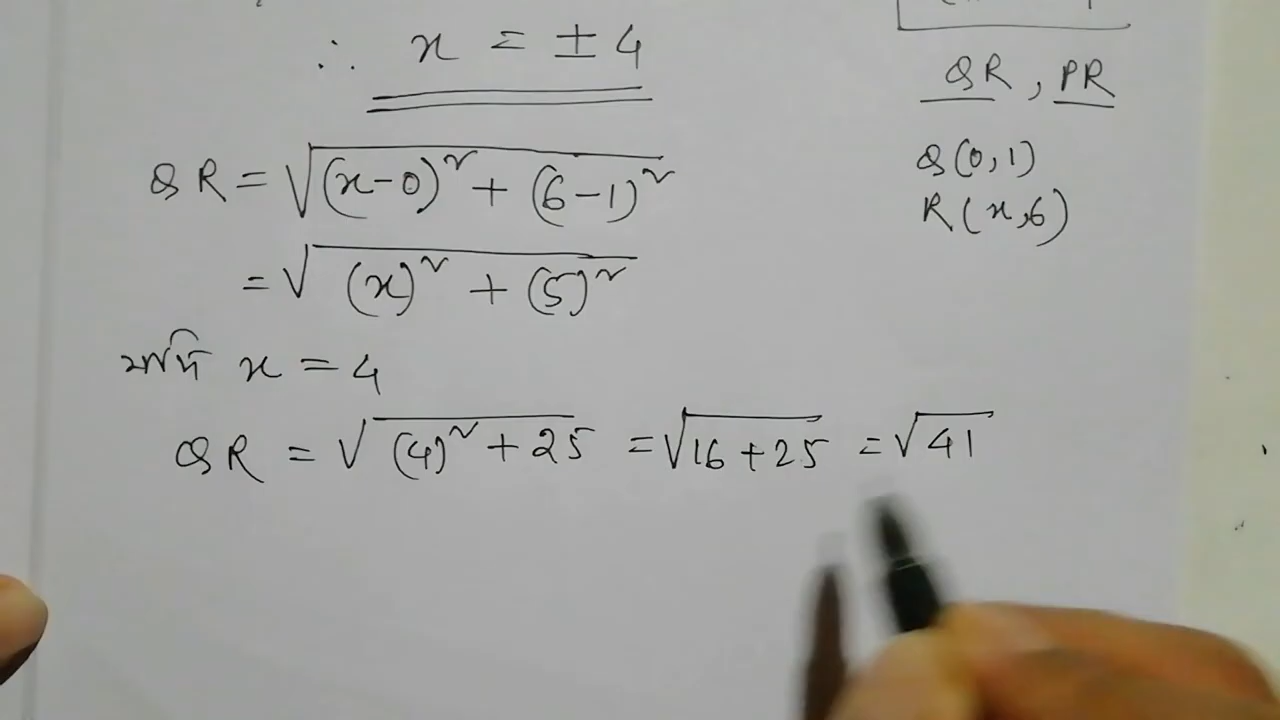 ∴ x = ± 4
QR , PR
Q(0,1)
R(x,6)
QR = √(x-0)² + (6-1)²
= √(x)² + (5)²
যদি x = 4
QR = √(4)² + 25 = √16+25 = √41